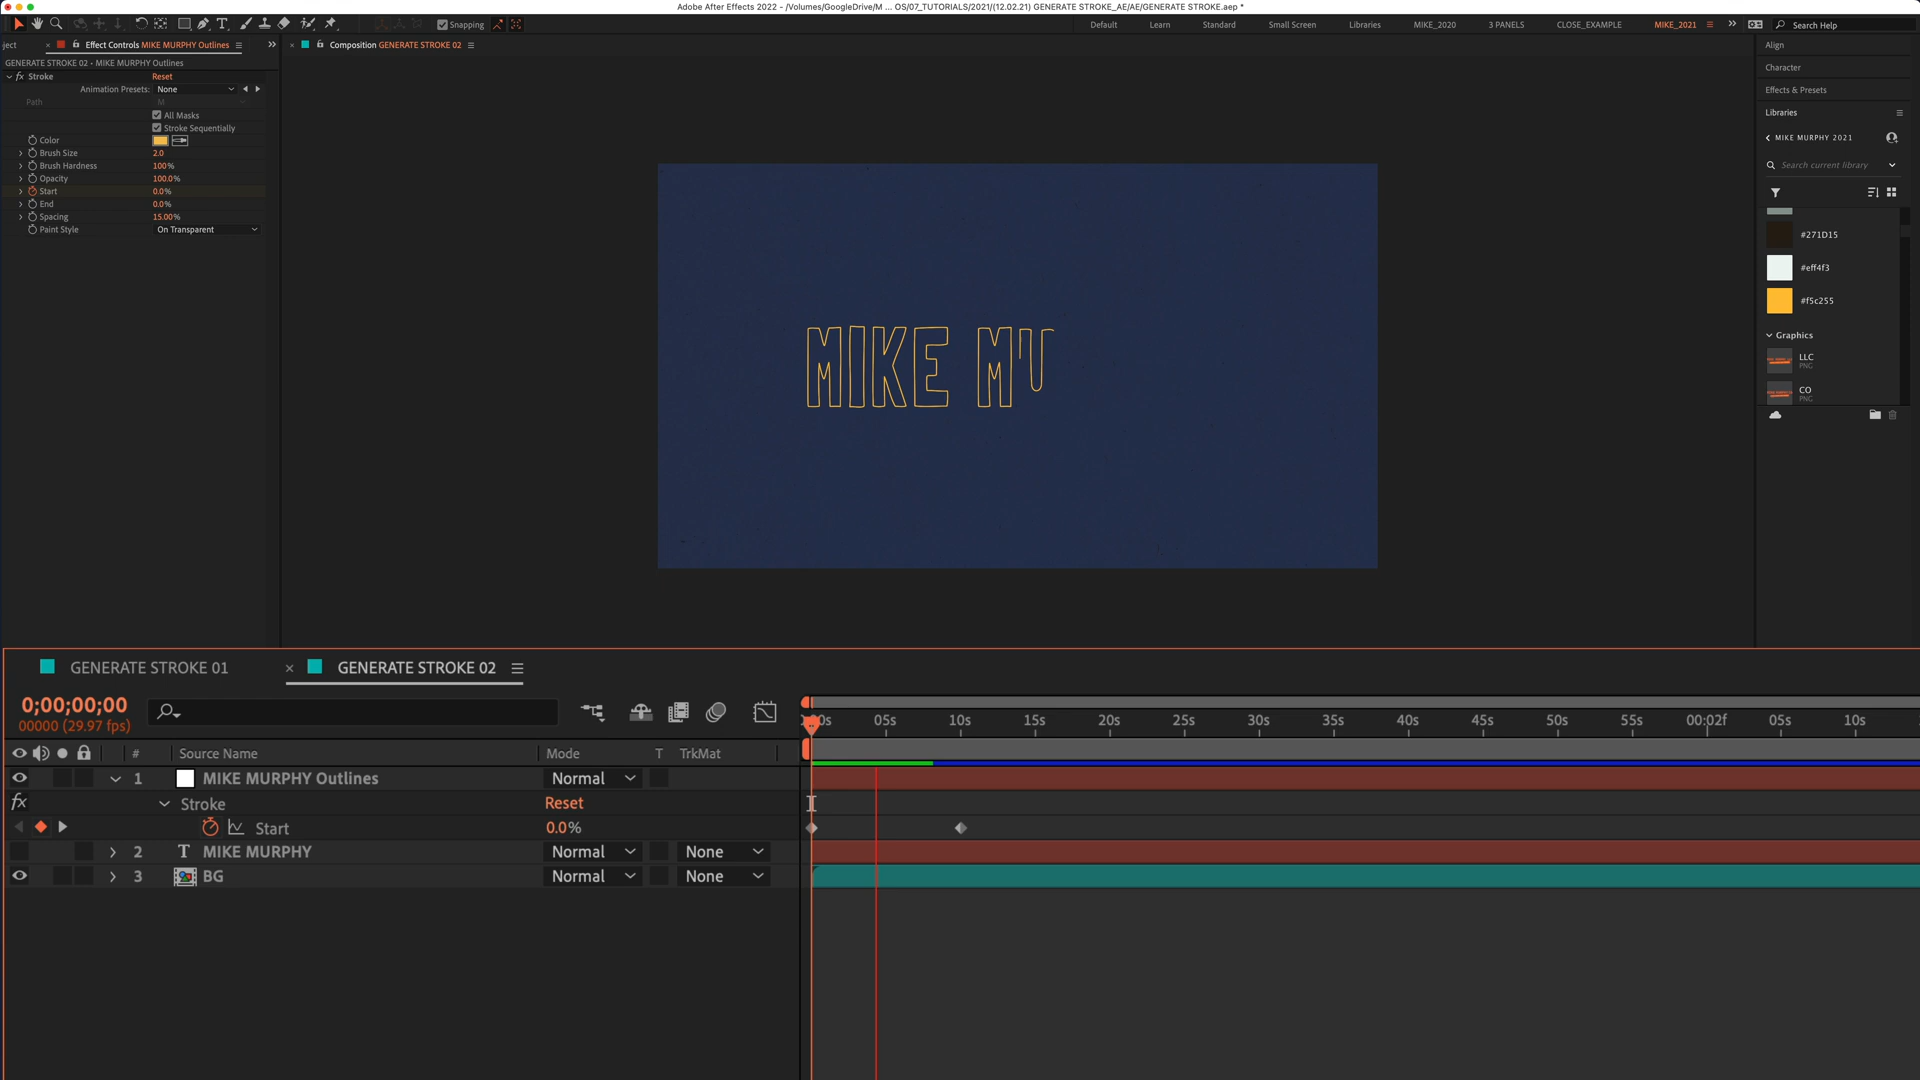 Adobe After Effects 2022 - /Volumes/GoogleDrive/M ... OS/07_TUTORIALS/2021/(12.02.21) GENERATE STROKE_AE/AE/GENERATE STROKE.aep *
Snapping
Default
Learn
Standard
Small Screen
Libraries
MIKE_2020
3 PANELS
CLOSE_EXAMPLE
MIKE_2021
Search Help
ject
Effect Controls MIKE MURPHY Outlines
Composition GENERATE STROKE 02
GENERATE STROKE 02 - MIKE MURPHY Outlines
fx Stroke Reset
Animation Presets: None
Path M
All Masks
Stroke Sequentially
Color
Brush Size 2.0
Brush Hardness 100%
Opacity 100.0%
Start 0.0%
End 0.0%
Spacing 15.00%
Paint Style On Transparent
MIKE MU
Align
Character
Effects & Presets
Libraries
MIKE MURPHY 2021
Search current library
#271D15
#eff4f3
#f5c255
Graphics
LLC
PNG
CO
PNG
GENERATE STROKE 01
GENERATE STROKE 02
0;00;00;00
00000 (29.97 fps)
00s 05s 10s 15s 20s 25s 30s 35s 40s 45s 50s 55s 00:02f 05s 10s
# Source Name Mode T TrkMat
1 MIKE MURPHY Outlines Normal
fx Stroke Reset
Start 0.0%
2 T MIKE MURPHY Normal None
3 BG Normal None